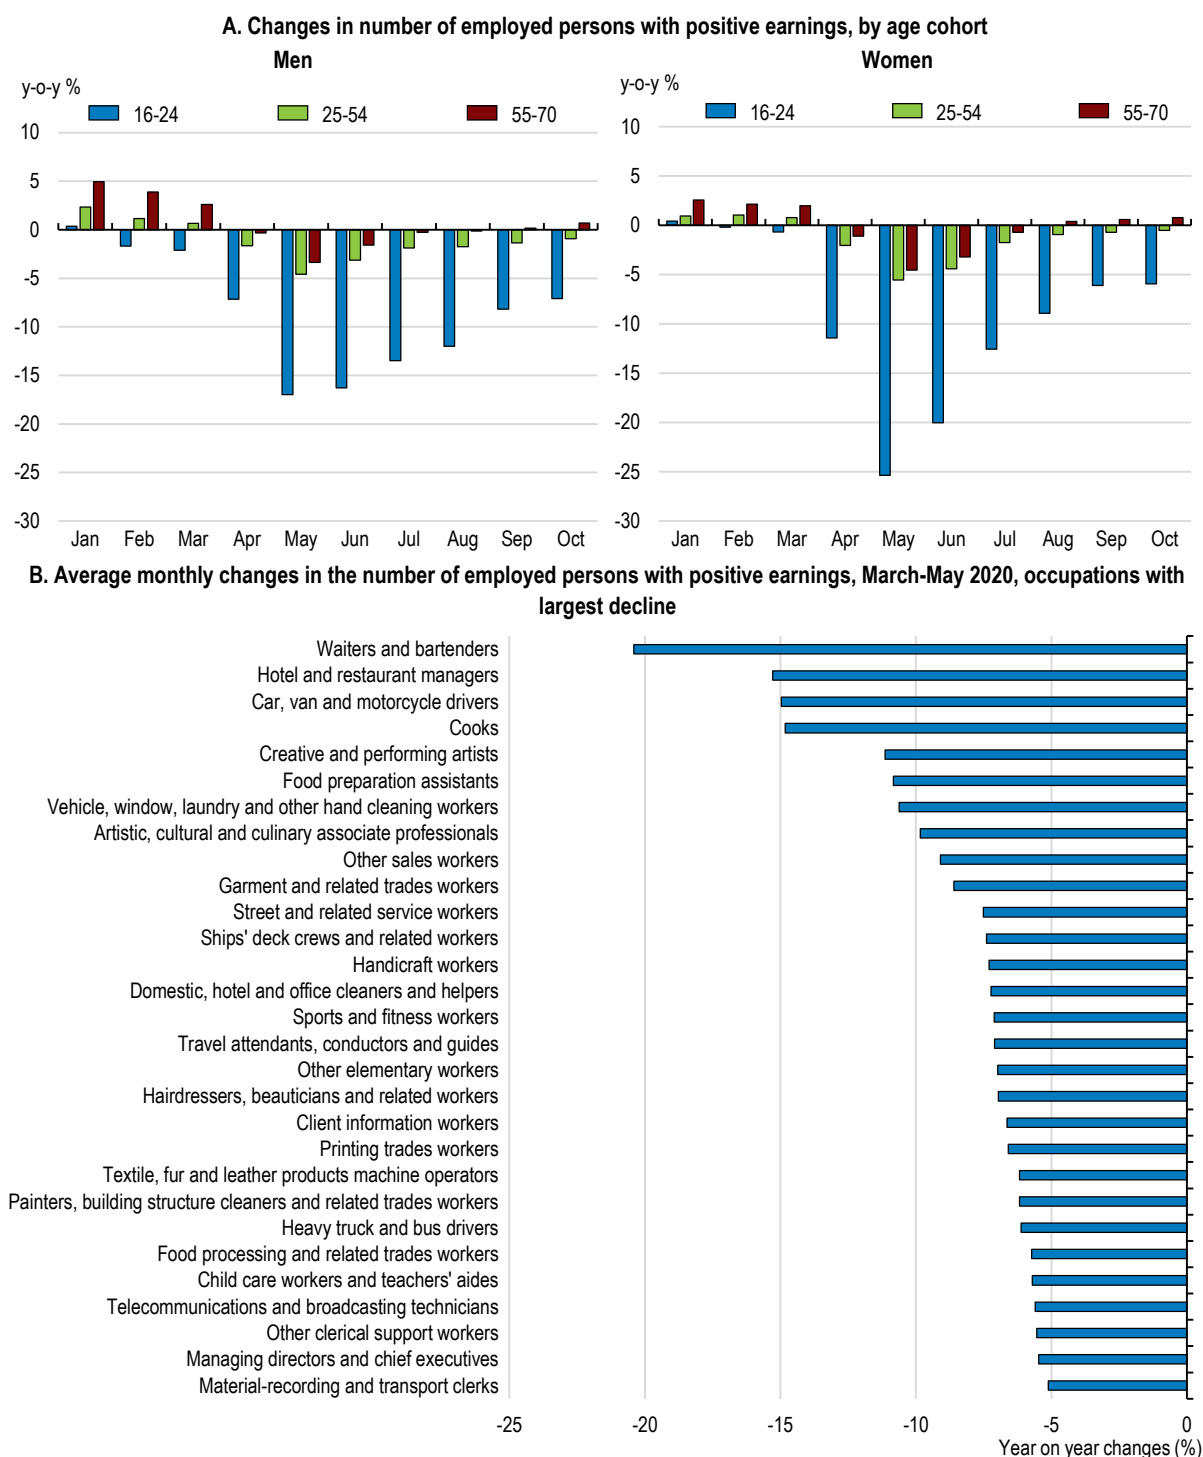 A. Changes in number of employed persons with positive earnings, by age cohort
Men
y-o-y %
16-24 25-54 55-70
10
5
0
-5
-10
-15
-20
-25
-30
Jan Feb Mar Apr May Jun Jul Aug Sep Oct
Women
y-o-y %
16-24 25-54 55-70
10
5
0
-5
-10
-15
-20
-25
-30
Jan Feb Mar Apr May Jun Jul Aug Sep Oct
B. Average monthly changes in the number of employed persons with positive earnings, March-May 2020, occupations with
largest decline
Waiters and bartenders
Hotel and restaurant managers
Car, van and motorcycle drivers
Cooks
Creative and performing artists
Food preparation assistants
Vehicle, window, laundry and other hand cleaning workers
Artistic, cultural and culinary associate professionals
Other sales workers
Garment and related trades workers
Street and related service workers
Ships' deck crews and related workers
Handicraft workers
Domestic, hotel and office cleaners and helpers
Sports and fitness workers
Travel attendants, conductors and guides
Other elementary workers
Hairdressers, beauticians and related workers
Client information workers
Printing trades workers
Textile, fur and leather products machine operators
Painters, building structure cleaners and related trades workers
Heavy truck and bus drivers
Food processing and related trades workers
Child care workers and teachers' aides
Telecommunications and broadcasting technicians
Other clerical support workers
Managing directors and chief executives
Material-recording and transport clerks
-25 -20 -15 -10 -5 0
Year on year changes (%)